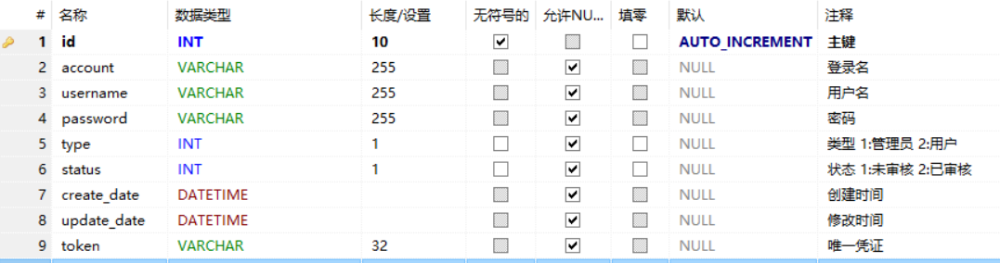 # 名称 数据类型 长度/设置 无符号的 允许NU... 填零 默认 注释
1 id INT 10 AUTO_INCREMENT 主键
2 account VARCHAR 255 NULL 登录名
3 username VARCHAR 255 NULL 用户名
4 password VARCHAR 255 NULL 密码
5 type INT 1 NULL 类型 1:管理员 2:用户
6 status INT 1 NULL 状态 1:未审核 2:已审核
7 create_date DATETIME NULL 创建时间
8 update_date DATETIME NULL 修改时间
9 token VARCHAR 32 NULL 唯一凭证